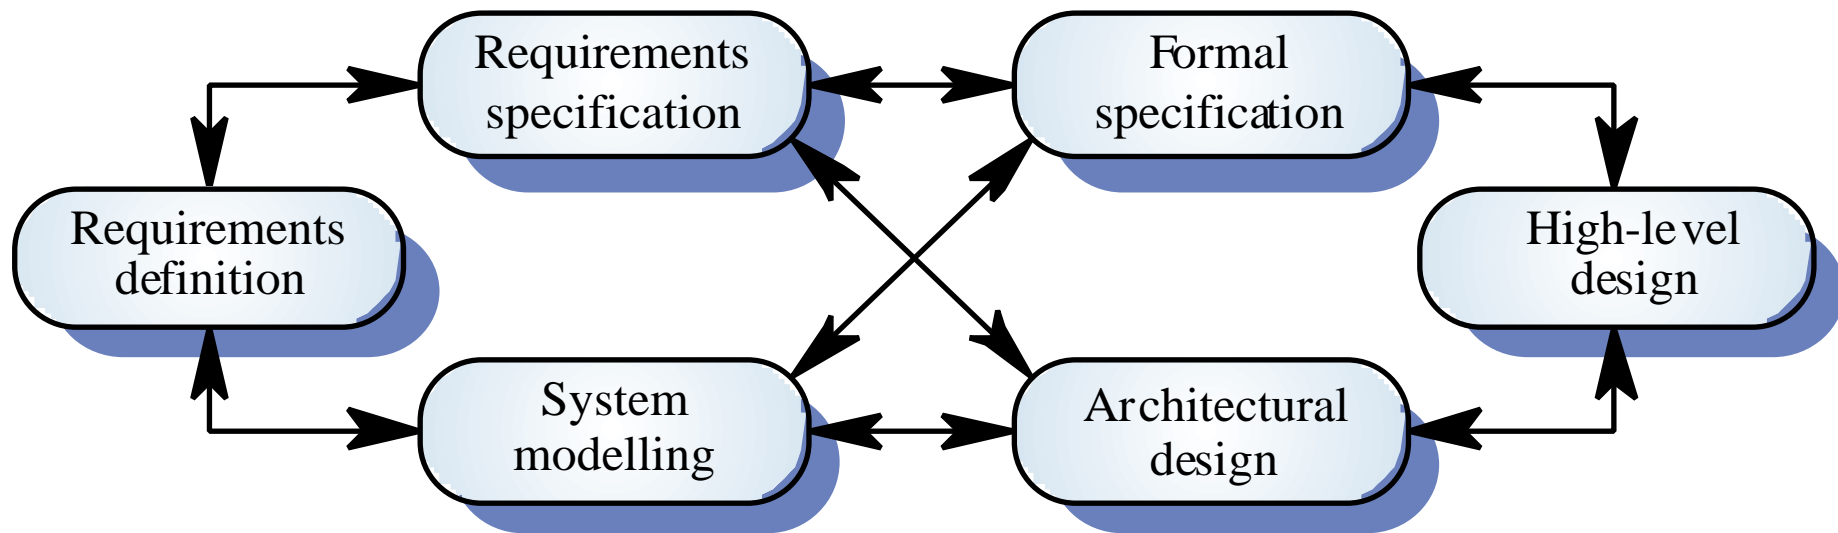 Requirements
specification
Formal
specification
Requirements
definition
High-level
design
System
modelling
Architectural
design